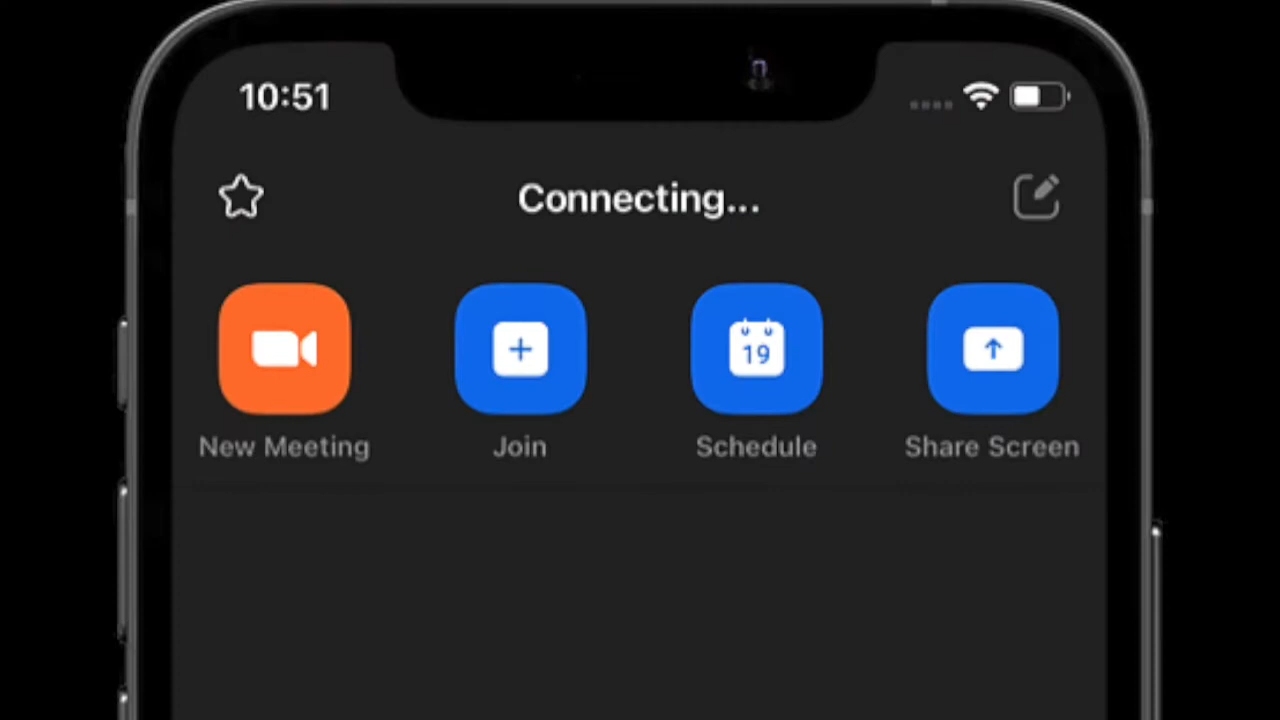 10:51
Connecting...
19
New Meeting
Join
Schedule
Share Screen